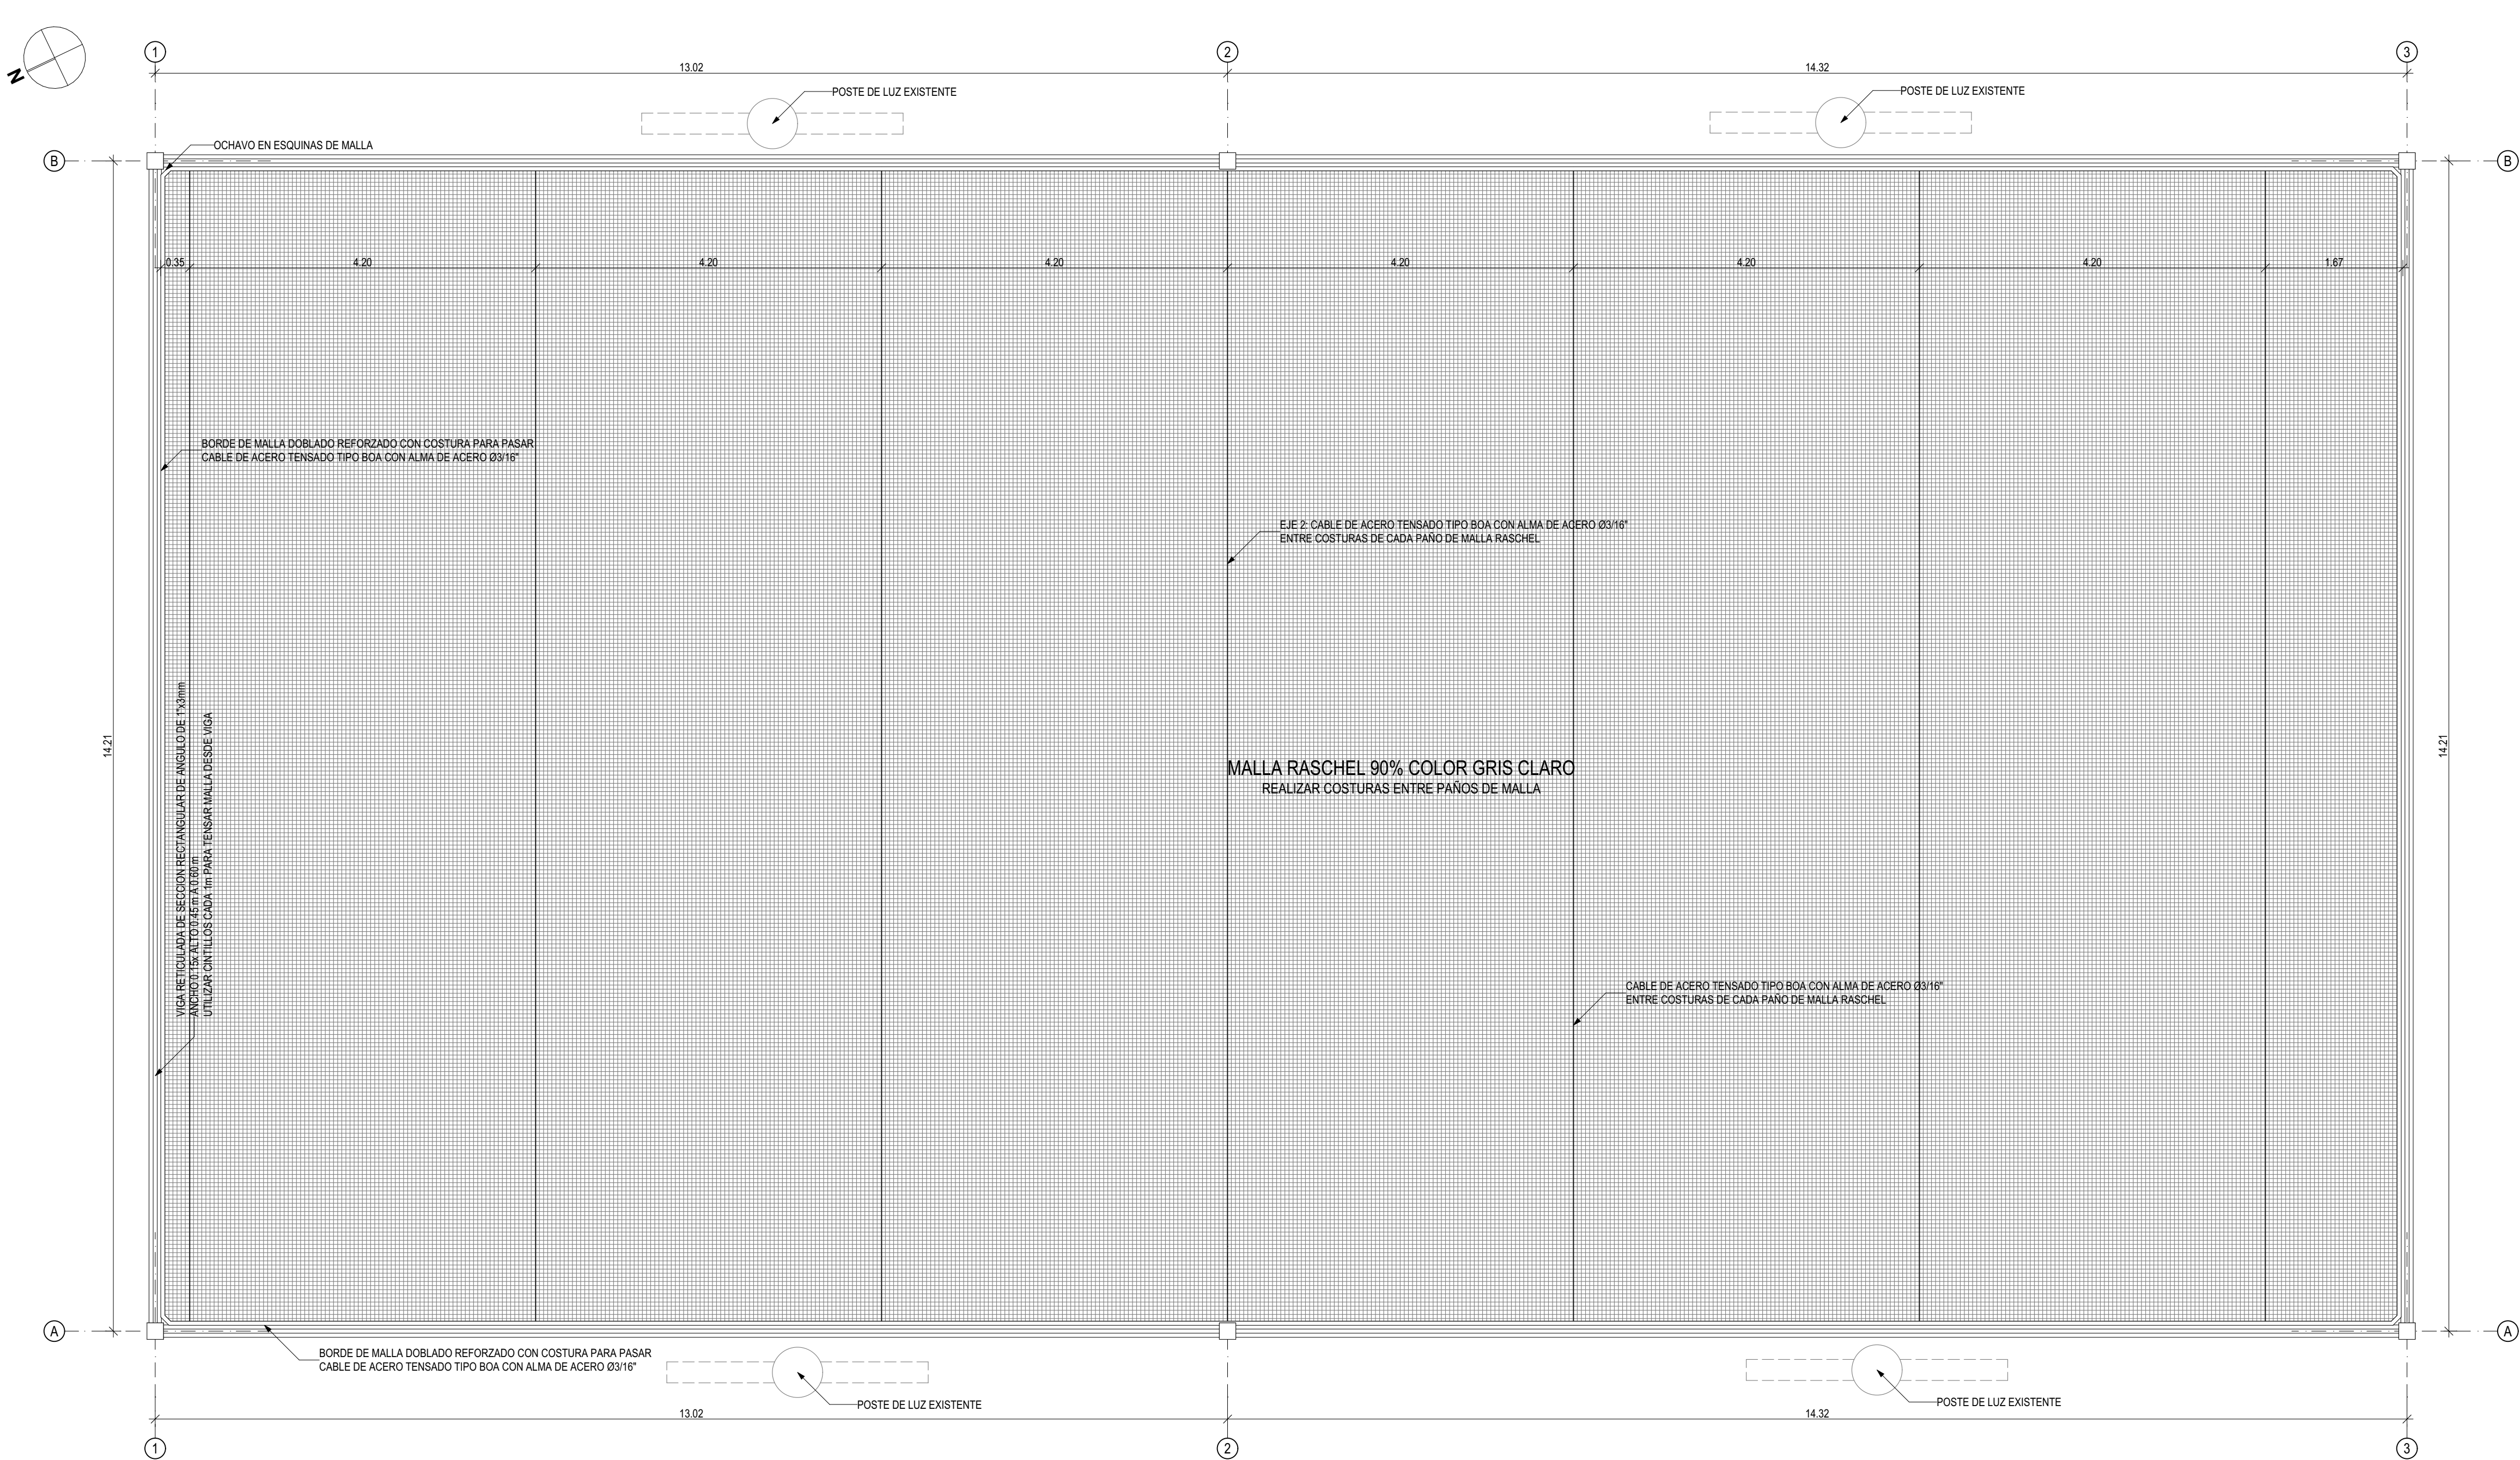 1
2
3
13.02
14.32
N
POSTE DE LUZ EXISTENTE
POSTE DE LUZ EXISTENTE
OCHAVO EN ESQUINAS DE MALLA
B
B
0.35
4.20
4.20
4.20
4.20
4.20
4.20
1.67
BORDE DE MALLA DOBLADO REFORZADO CON COSTURA PARA PASAR
CABLE DE ACERO TENSADO TIPO BOA CON ALMA DE ACERO Ø3/16"
EJE 2: CABLE DE ACERO TENSADO TIPO BOA CON ALMA DE ACERO Ø3/16"
ENTRE COSTURAS DE CADA PAÑO DE MALLA RASCHEL
14.21
VIGA RETICULADA DE SECCION RECTANGULAR DE ANGULO DE 1"x3mm
ANCHO 0.15x ALTO 0.45 m A 0.60 m
UTILIZAR CINTILLOS CADA 1m PARA TENSAR MALLA DESDE VIGA
14.21
MALLA RASCHEL 90% COLOR GRIS CLARO
REALIZAR COSTURAS ENTRE PAÑOS DE MALLA
CABLE DE ACERO TENSADO TIPO BOA CON ALMA DE ACERO Ø3/16"
ENTRE COSTURAS DE CADA PAÑO DE MALLA RASCHEL
A
A
BORDE DE MALLA DOBLADO REFORZADO CON COSTURA PARA PASAR
CABLE DE ACERO TENSADO TIPO BOA CON ALMA DE ACERO Ø3/16"
POSTE DE LUZ EXISTENTE
POSTE DE LUZ EXISTENTE
13.02
14.32
1
2
3